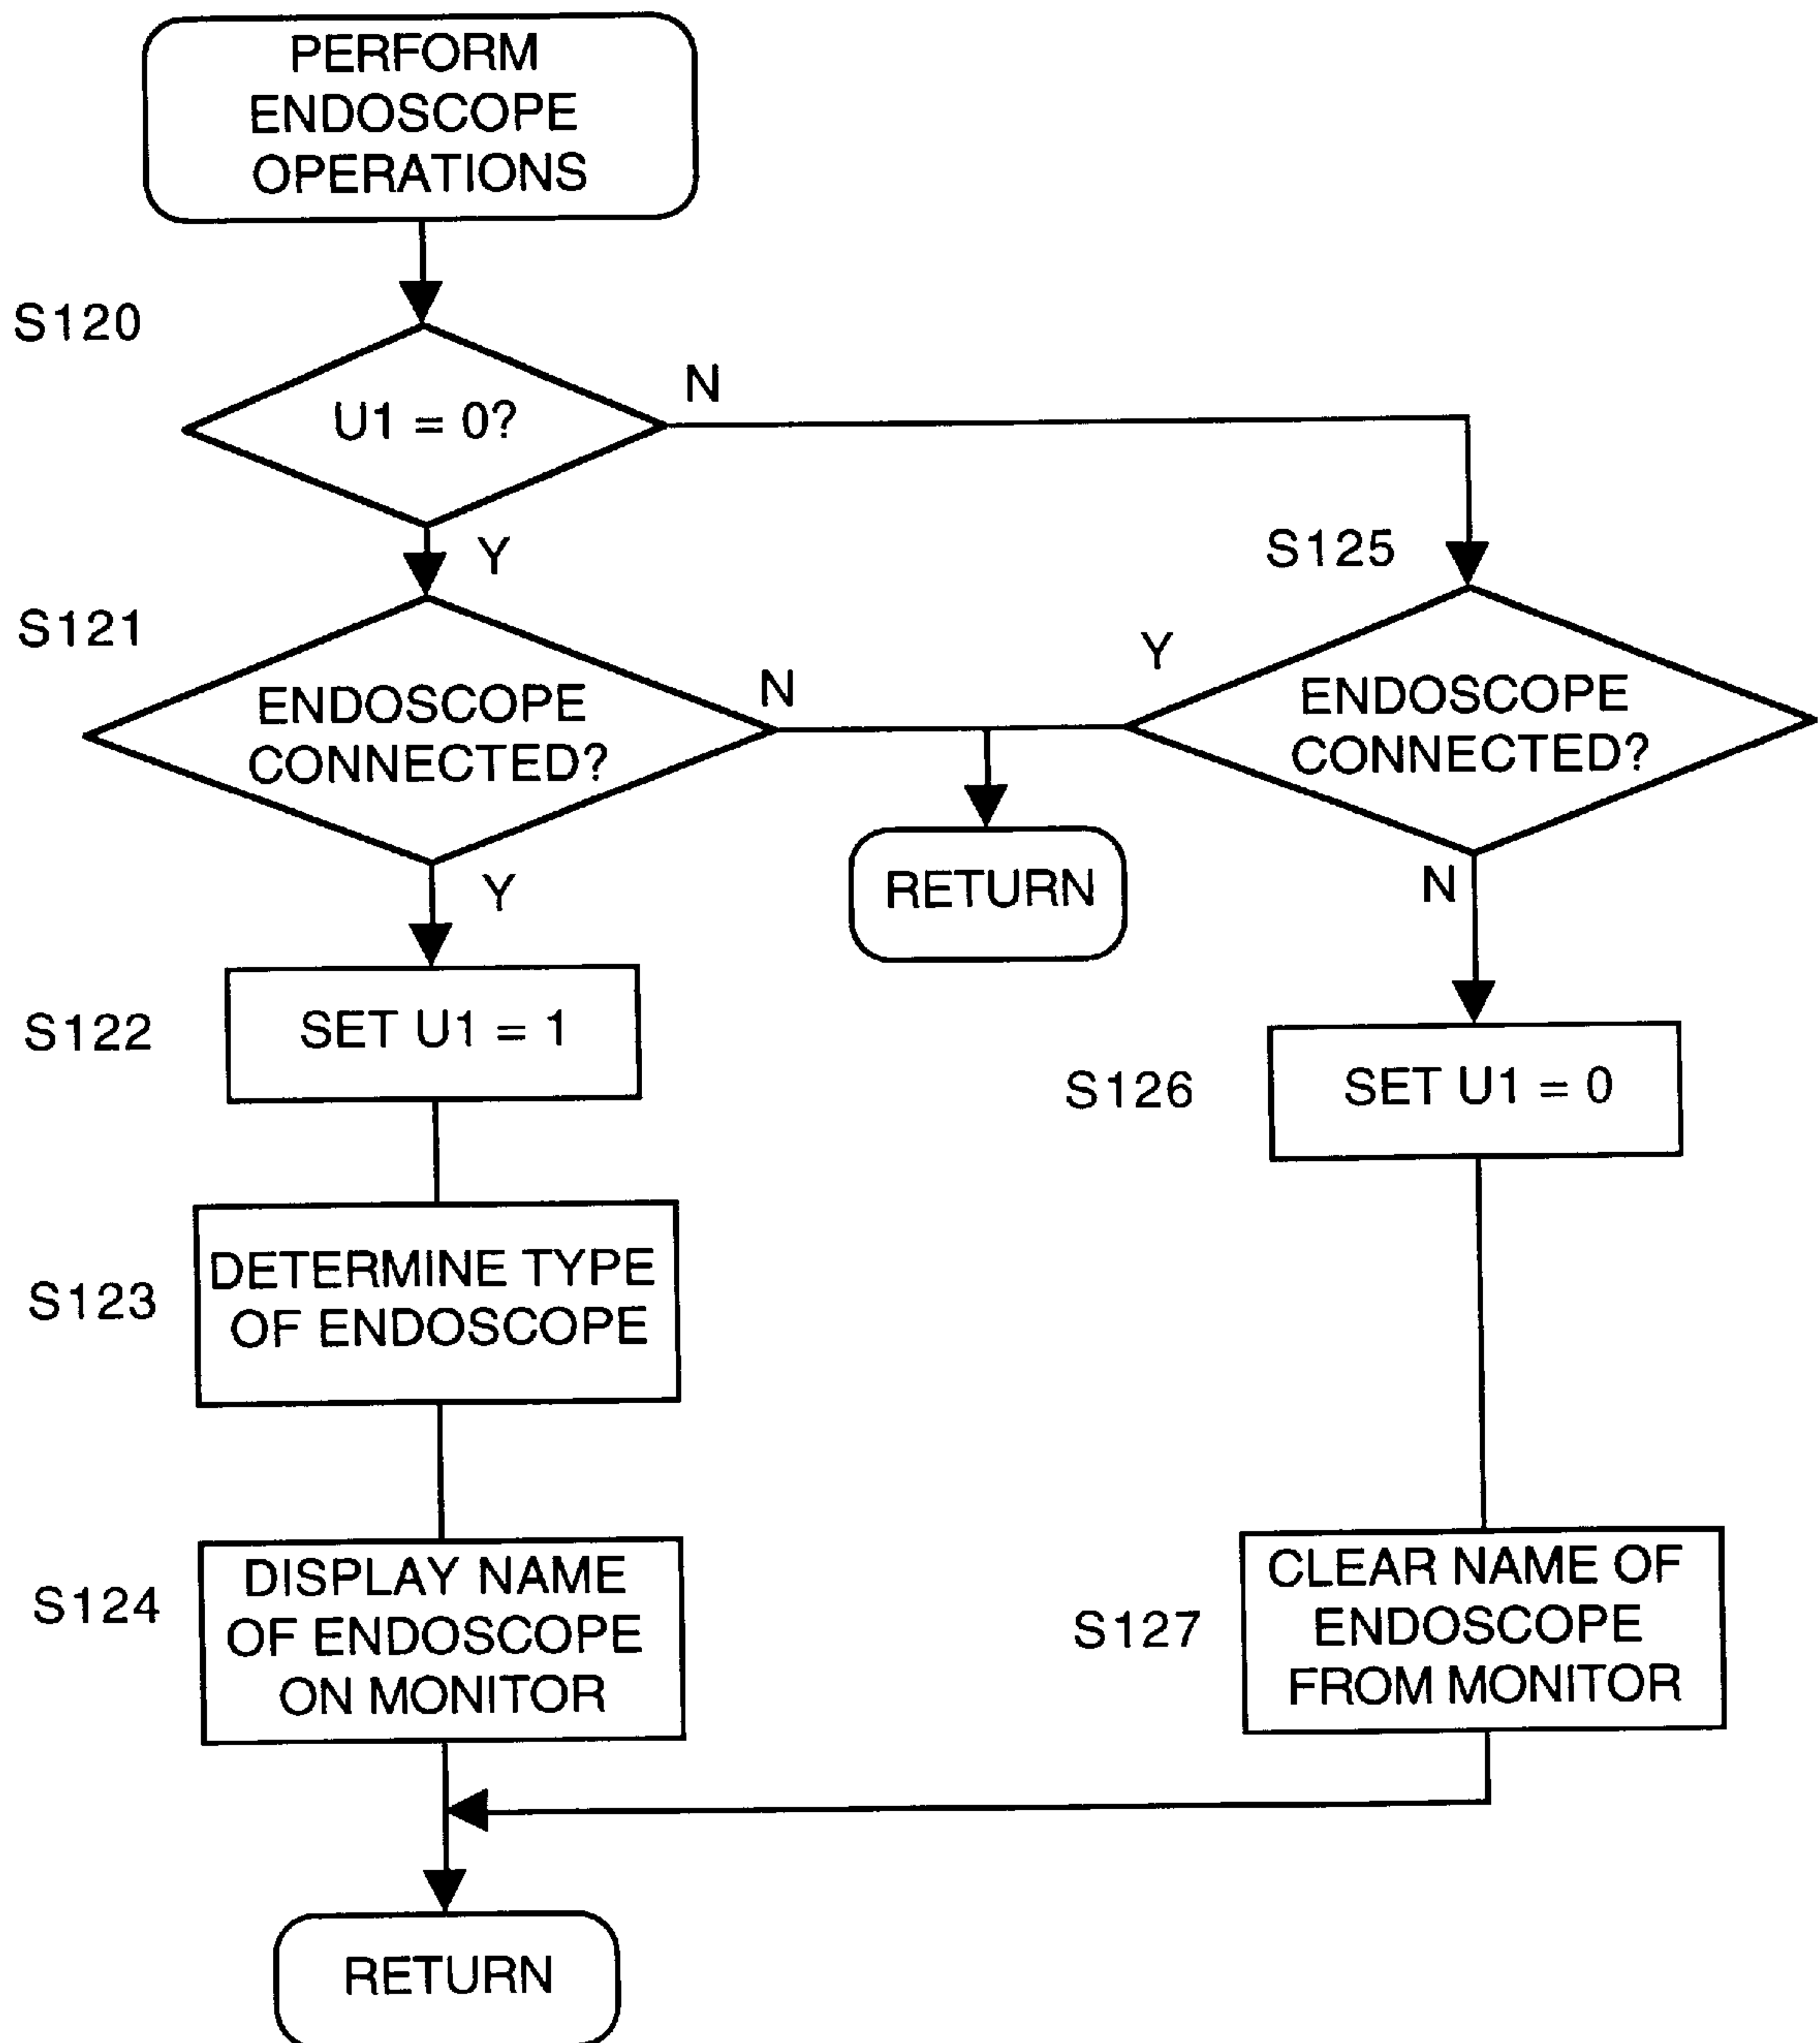 PERFORM
ENDOSCOPE
OPERATIONS
S120
U1 = 0?
N
Y
S121
ENDOSCOPE
CONNECTED?
N
Y
S125
ENDOSCOPE
CONNECTED?
Y
N
RETURN
S122
SET U1 = 1
S126
SET U1 = 0
S123
DETERMINE TYPE
OF ENDOSCOPE
S124
DISPLAY NAME
OF ENDOSCOPE
ON MONITOR
S127
CLEAR NAME OF
ENDOSCOPE
FROM MONITOR
RETURN